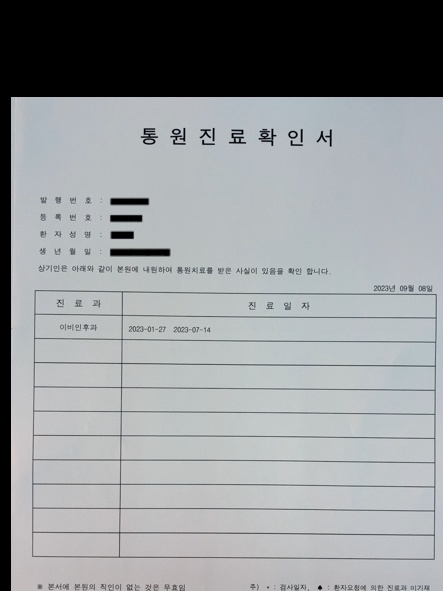 통원진료확인서
발 행 번 호 :
등 록 번 호 :
환 자 성 명 :
생 년 월 일 :
상기인은 아래와 같이 본원에 내원하여 통원치료를 받은 사실이 있음을 확인 합니다.
2023년 09월 08일
진 료 과 진 료 일 자
이비인후과 2023-01-27 2023-07-14
※ 본서에 본원의 직인이 없는 것은 무효임 주) * : 검사일자, ♠ : 환자요청에 의한 진료과 미기재